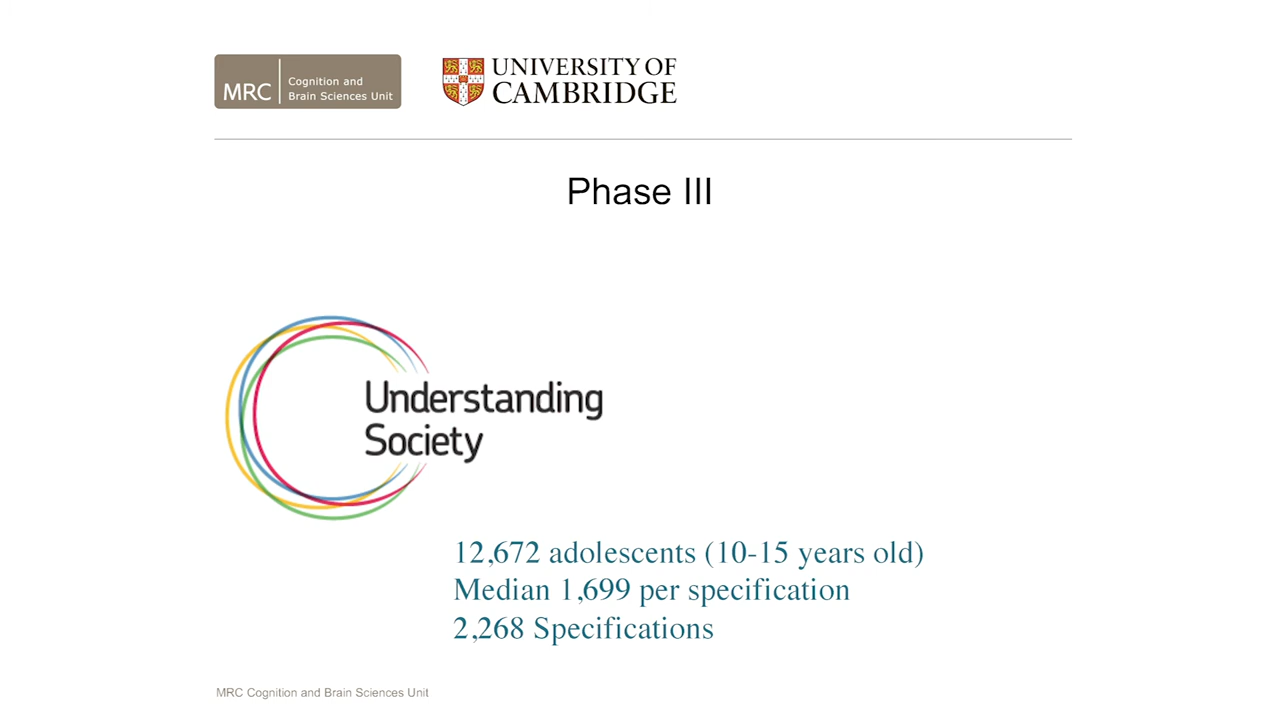 MRC
Cognition and
Brain Sciences Unit
UNIVERSITY OF
CAMBRIDGE
Phase III
Understanding
Society
12,672 adolescents (10-15 years old)
Median 1,699 per specification
2,268 Specifications
MRC Cognition and Brain Sciences Unit